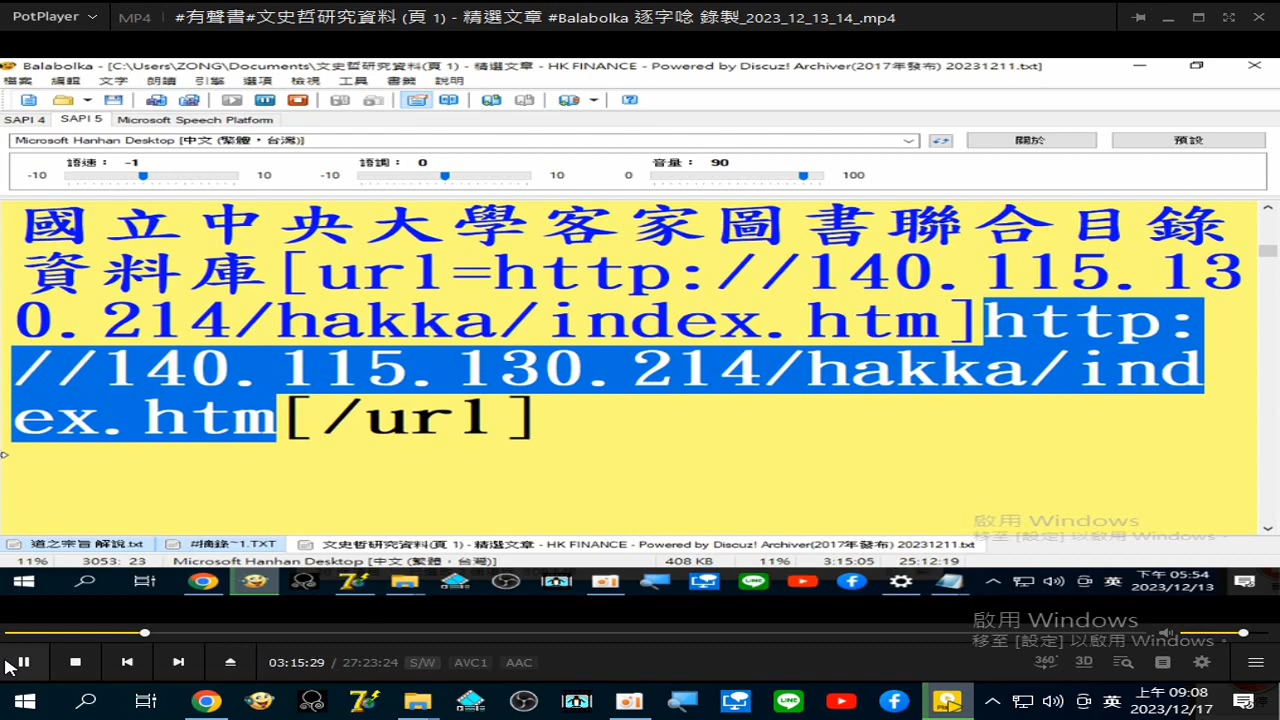 PotPlayer MP4 #有聲書#文史哲研究資料 (頁 1) - 精選文章 #Balabolka 逐字唸 錄製_2023_12_13_14_.mp4
Balabolka - [C:\Users\ZONG\Documents\文史哲研究資料(頁 1) - 精選文章 - HK FINANCE - Powered by Discuz! Archiver(2017年發布) 20231211.txt]
檔案 編輯 文字 朗讀 引擎 選項 檢視 工具 書籤 說明
SAPI 4 SAPI 5 Microsoft Speech Platform
Microsoft Hanhan Desktop [中文 (繁體，台灣)] 關於 預設
語速： -1 語調： 0 音量： 90
-10 10 -10 10 0 100
國立中央大學客家圖書聯合目錄
資料庫[url=http://140.115.13
0.214/hakka/index.htm]http:
//140.115.130.214/hakka/ind
ex.htm[/url]
啟用 Windows
移至 [設定] 以啟用 Windows。
道之宗旨 解說.txt #摘錄~1.TXT 文史哲研究資料(頁 1) - 精選文章 - HK FINANCE - Powered by Discuz! Archiver(2017年發布) 20231211.txt
11% 3053: 23 Microsoft Hanhan Desktop [中文 (繁體，台灣)] 408 KB 11% 3:15:05 25:12:19
英 下午 05:54
2023/12/13
啟用 Windows
移至 [設定] 以啟用 Windows。
03:15:29 / 27:23:24 S/W AVC1 AAC 360° 3D
英 上午 09:08
2023/12/17